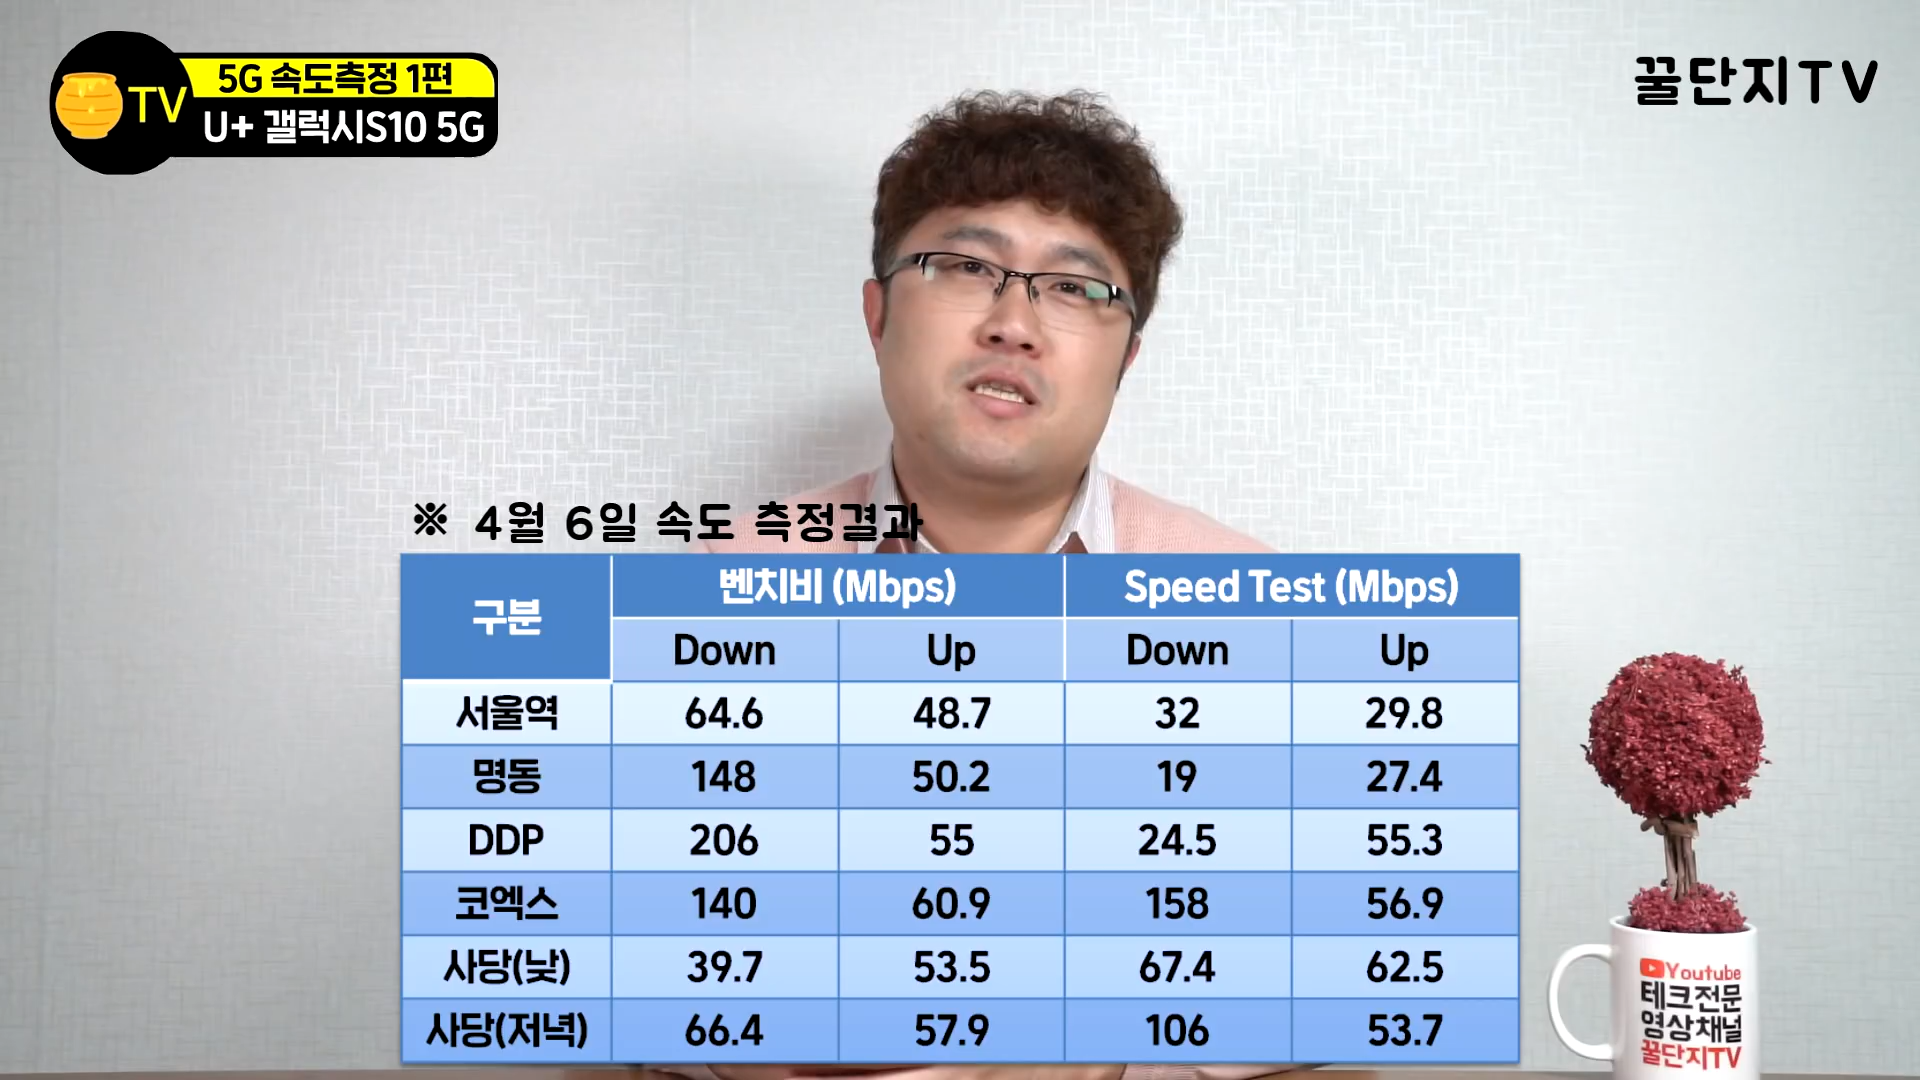 TV
5G 속도측정 1편
U+ 갤럭시S10 5G
꿀단지TV
※ 4월 6일 속도 측정결과
구분 벤치비 (Mbps) Speed Test (Mbps)
Down Up Down Up
서울역 64.6 48.7 32 29.8
명동 148 50.2 19 27.4
DDP 206 55 24.5 55.3
코엑스 140 60.9 158 56.9
사당(낮) 39.7 53.5 67.4 62.5
사당(저녁) 66.4 57.9 106 53.7
Youtube
테크전문
영상채널
꿀단지TV